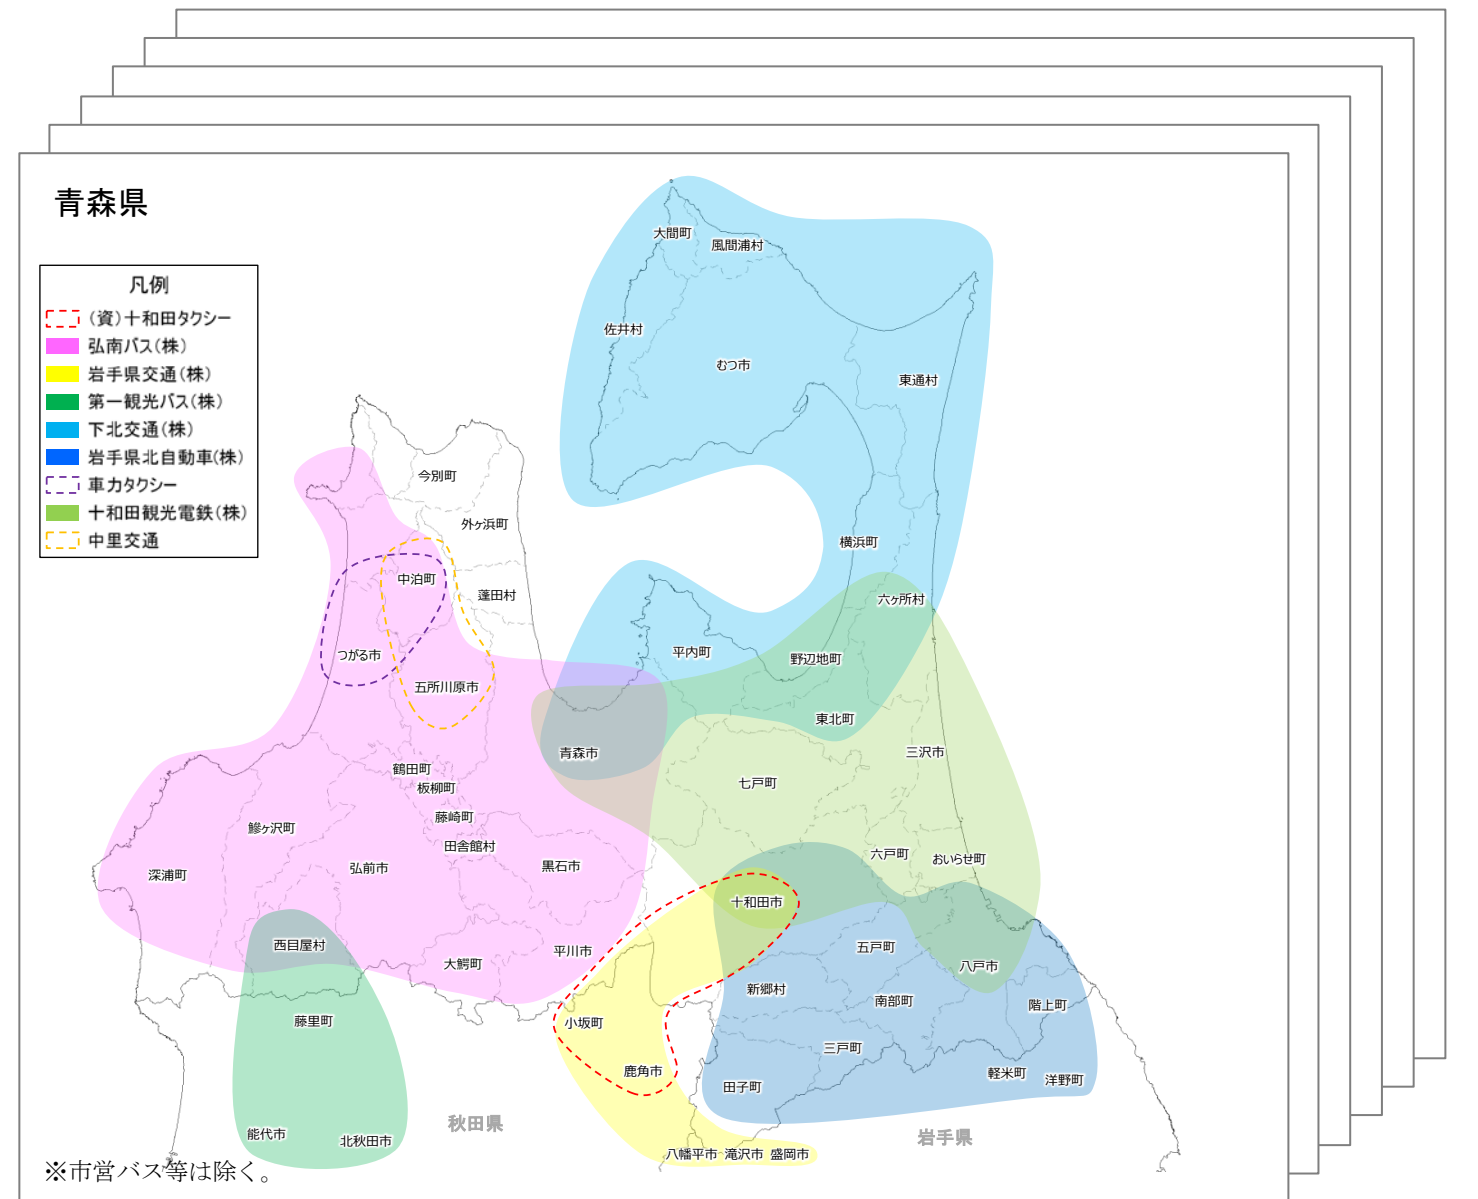 青森県
凡例
(資)十和田タクシー
弘南バス(株)
岩手県交通(株)
第一観光バス(株)
下北交通(株)
岩手県北自動車(株)
車力タクシー
十和田観光電鉄(株)
中里交通
大間町
風間浦村
佐井村
むつ市
東通村
今別町
外ヶ浜町
横浜町
中泊町
蓬田村
六ヶ所村
つがる市
平内町
野辺地町
五所川原市
東北町
青森市
三沢市
鶴田町
七戸町
板柳町
藤崎町
鰺ヶ沢町
田舎館村
六戸町
おいらせ町
深浦町
弘前市
黒石市
十和田市
西目屋村
平川市
五戸町
大鰐町
八戸市
新郷村
南部町
階上町
藤里町
小坂町
三戸町
鹿角市
田子町
軽米町
洋野町
秋田県
能代市
北秋田市
岩手県
八幡平市 滝沢市 盛岡市
※市営バス等は除く。